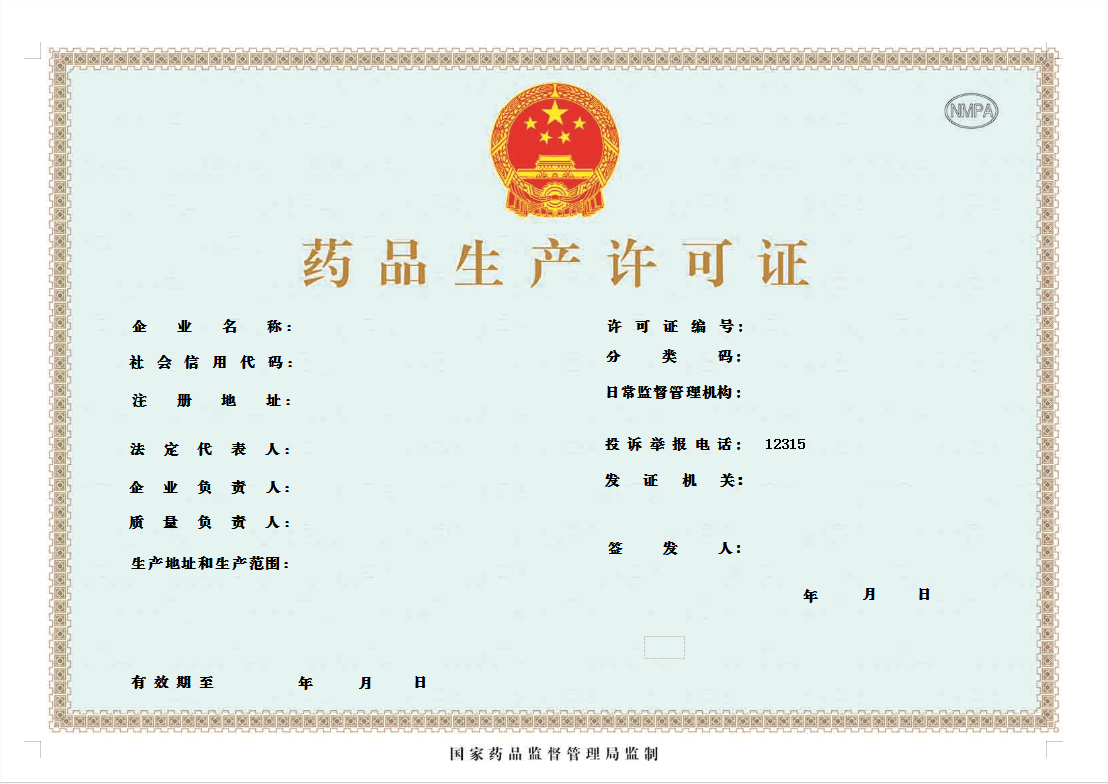 NMPA
药品生产许可证
企业名称：
社会信用代码：
注册地址：
法定代表人：
企业负责人：
质量负责人：
生产地址和生产范围：
有效期至 年 月 日
许可证编号：
分类码：
日常监督管理机构：
投诉举报电话： 12315
发证机关：
签发人：
年 月 日
国家药品监督管理局监制